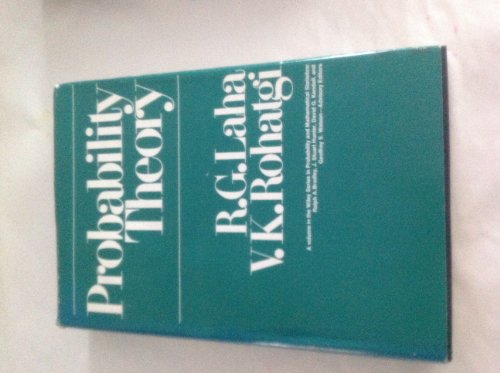 Probability
Theory
R.G. Laha
V.K. Rohatgi
A volume in the Wiley Series in Probability and Mathematical Statistics:
Ralph A. Bradley, J. Stuart Hunter, David G. Kendall, and
Geoffrey S. Watson—Advisory Editors